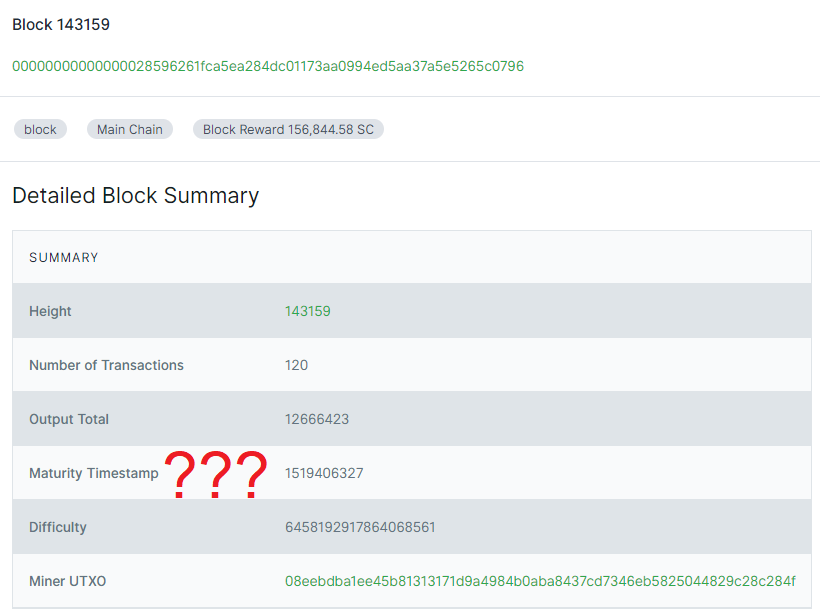 Block 143159
00000000000000028596261fca5ea284dc01173aa0994ed5aa37a5e5265c0796
block Main Chain Block Reward 156,844.58 SC
Detailed Block Summary
SUMMARY
Height 143159
Number of Transactions 120
Output Total 12666423
Maturity Timestamp ??? 1519406327
Difficulty 6458192917864068561
Miner UTXO 08eebdba1ee45b81313171d9a4984b0aba8437cd7346eb5825044829c28c284f